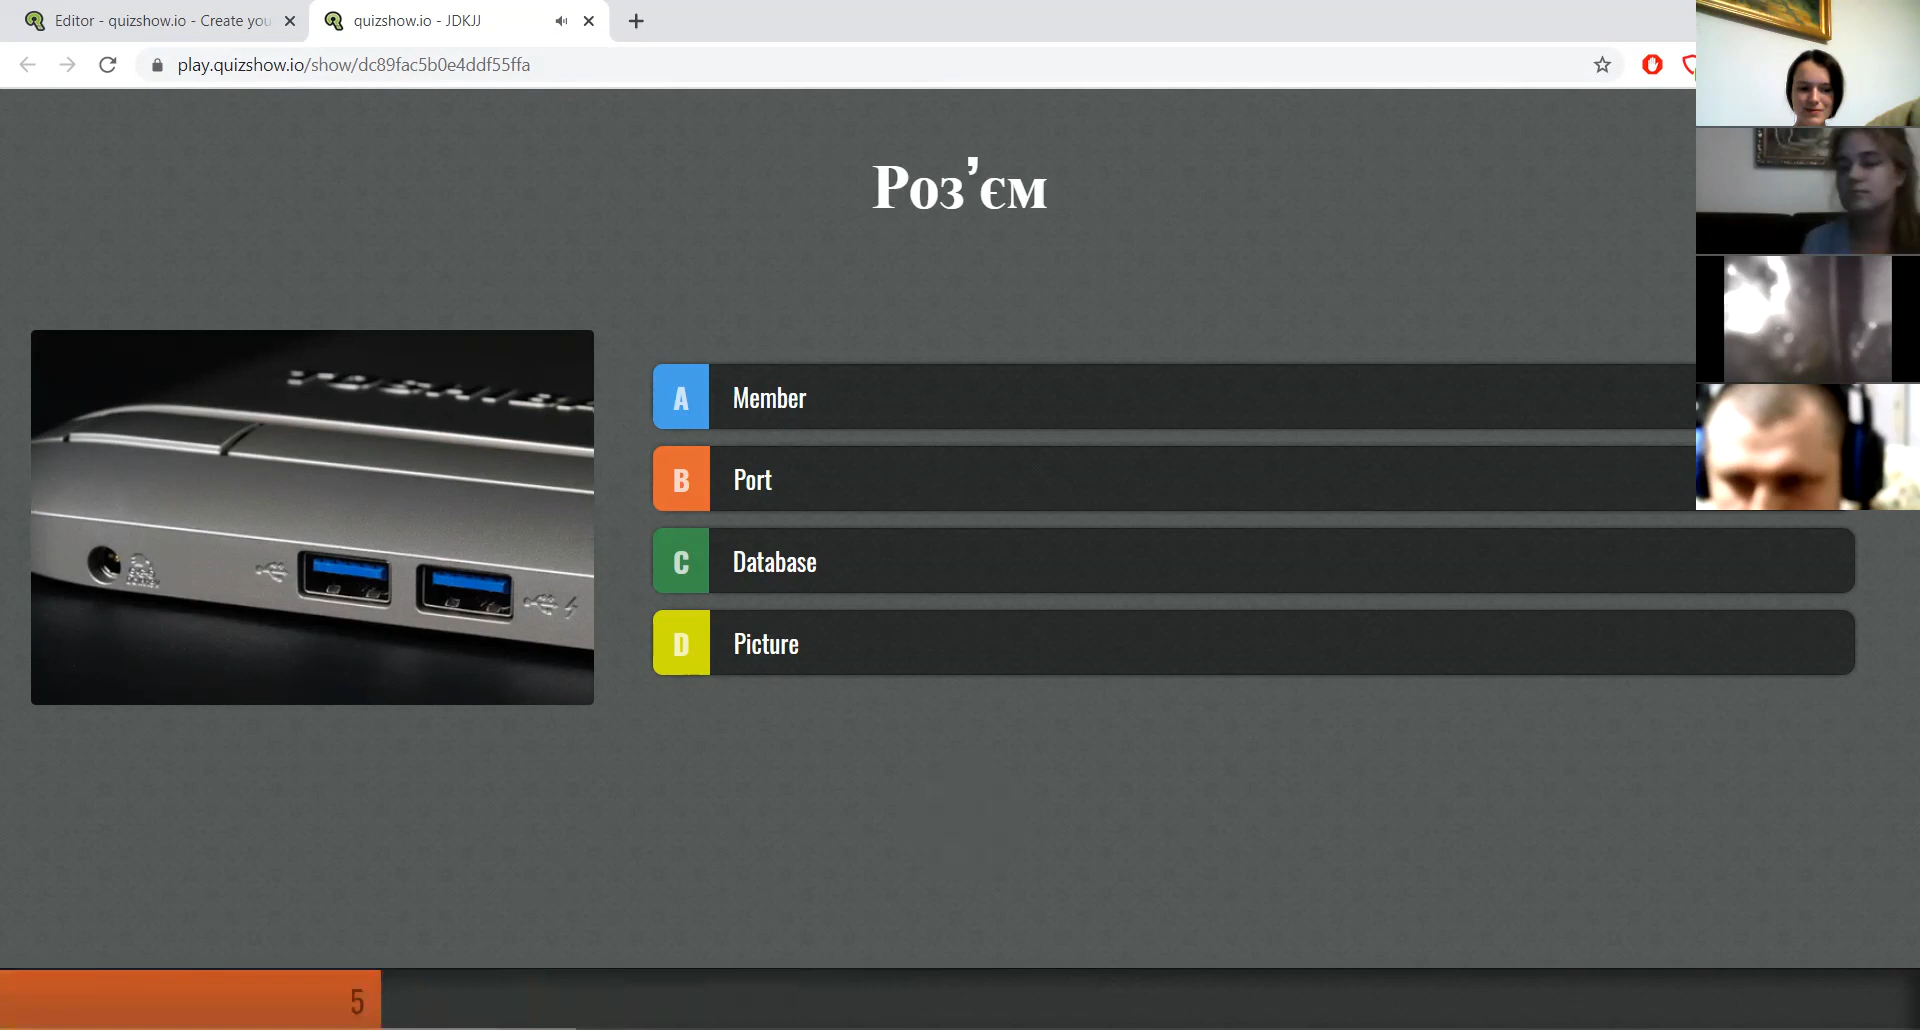 Editor - quizshow.io - Create you
quizshow.io - JDKJJ
play.quizshow.io/show/dc89fac5b0e4ddf55ffa
Роз’єм
TOSHIBA
A Member
B Port
C Database
D Picture
5